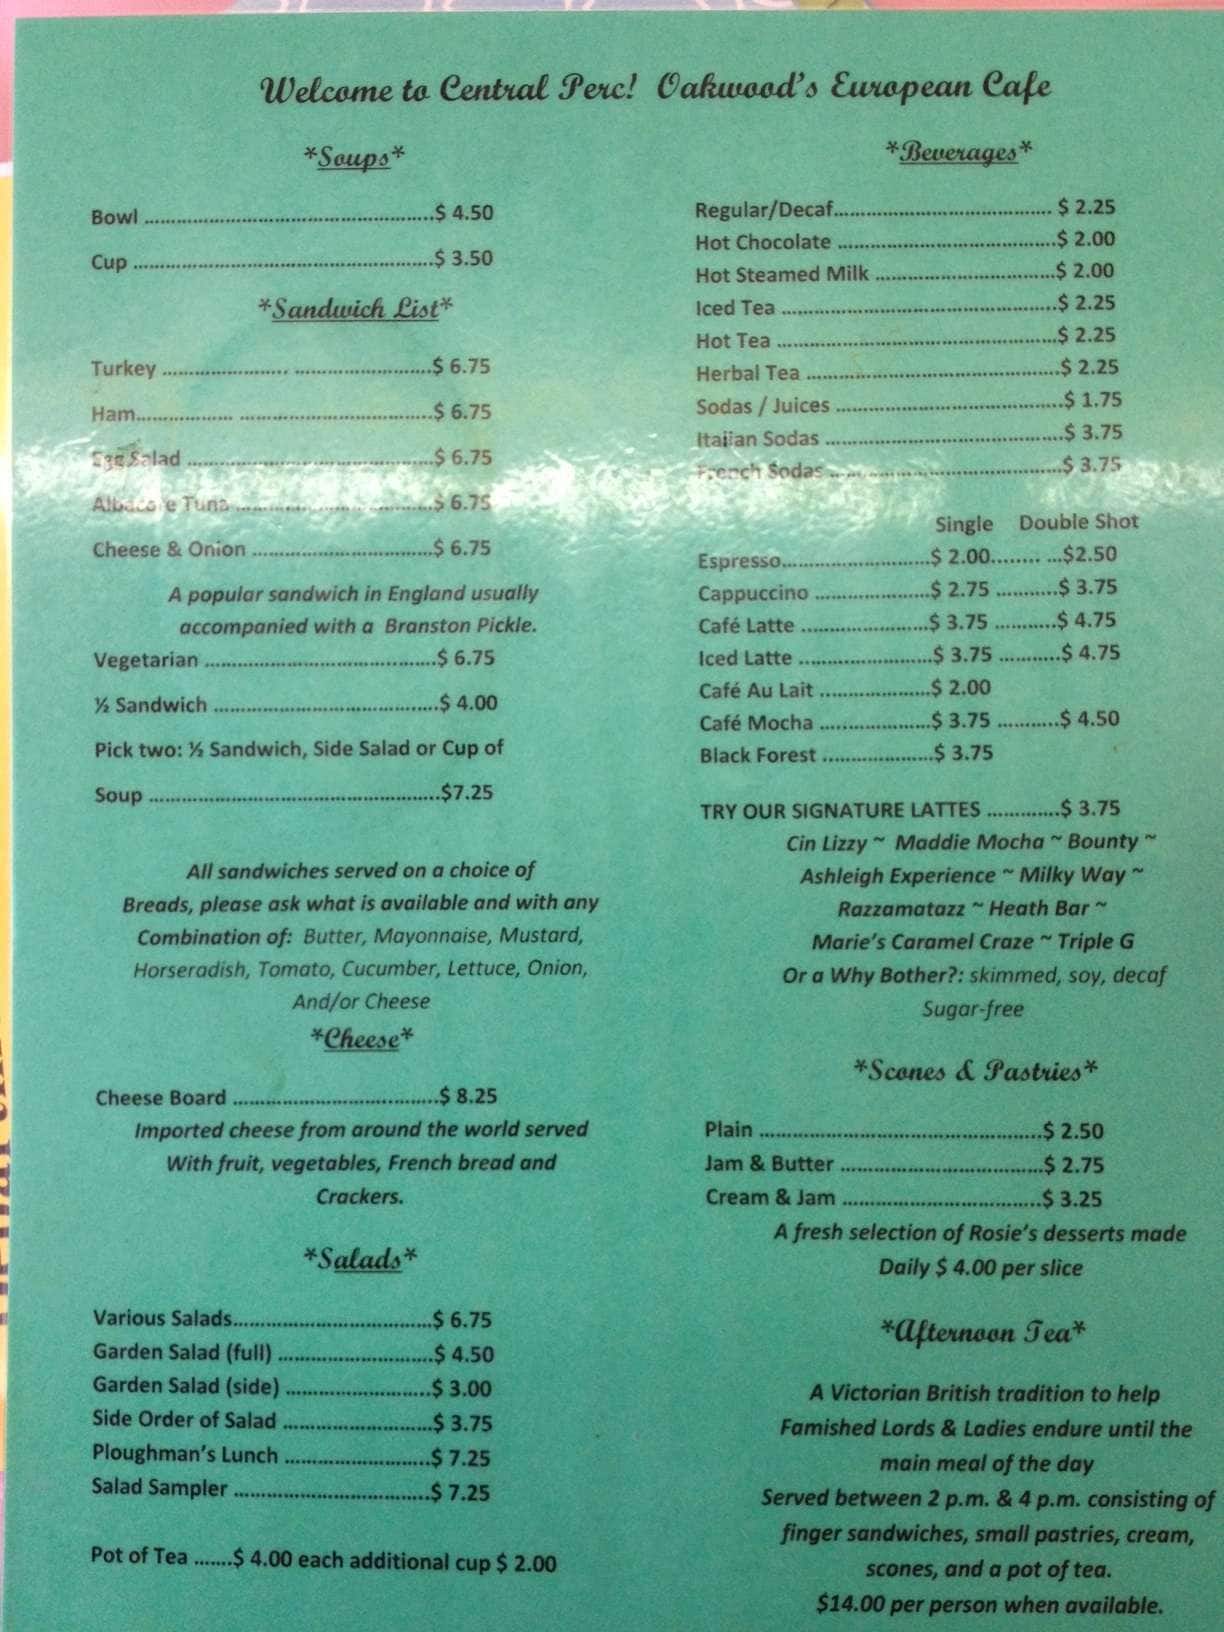 Welcome to Central Perc! Oakwood's European Cafe
*Soups*
Bowl ................................................$ 4.50
Cup ................................................$ 3.50
*Sandwich List*
Turkey ..................... .......................$ 6.75
Ham................ ................................$ 6.75
Egg Salad ........................................$ 6.75
Albacore Tuna ................................$ 6.75
Cheese & Onion ..............................$ 6.75
A popular sandwich in England usually
accompanied with a Branston Pickle.
Vegetarian ......................................$ 6.75
½ Sandwich .....................................$ 4.00
Pick two: ½ Sandwich, Side Salad or Cup of
Soup ................................................$7.25
All sandwiches served on a choice of
Breads, please ask what is available and with any
Combination of: Butter, Mayonnaise, Mustard,
Horseradish, Tomato, Cucumber, Lettuce, Onion,
And/or Cheese
*Cheese*
Cheese Board ..................................$ 8.25
Imported cheese from around the world served
With fruit, vegetables, French bread and
Crackers.
*Salads*
Various Salads.................................$ 6.75
Garden Salad (full) ..........................$ 4.50
Garden Salad (side) ........................$ 3.00
Side Order of Salad .........................$ 3.75
Ploughman's Lunch ........................$ 7.25
Salad Sampler .................................$ 7.25
Pot of Tea .......$ 4.00 each additional cup $ 2.00
*Beverages*
Regular/Decaf.................................... $ 2.25
Hot Chocolate ....................................$ 2.00
Hot Steamed Milk ..............................$ 2.00
Iced Tea .............................................$ 2.25
Hot Tea ..............................................$ 2.25
Herbal Tea ..........................................$ 2.25
Sodas / Juices ......................................$ 1.75
Italian Sodas ........................................$ 3.75
French Sodas .......................................$ 3.75
Single Double Shot
Espresso.........................$ 2.00........ ...$2.50
Cappuccino ...................$ 2.75 ...........$ 3.75
Café Latte .....................$ 3.75 ...........$ 4.75
Iced Latte ......................$ 3.75 ...........$ 4.75
Café Au Lait ....................$ 2.00
Café Mocha ....................$ 3.75 ...........$ 4.50
Black Forest ....................$ 3.75
TRY OUR SIGNATURE LATTES .............$ 3.75
Cin Lizzy ~ Maddie Mocha ~ Bounty ~
Ashleigh Experience ~ Milky Way ~
Razzamatazz ~ Heath Bar ~
Marie's Caramel Craze ~ Triple G
Or a Why Bother?: skimmed, soy, decaf
Sugar-free
*Scones & Pastries*
Plain ................................................$ 2.50
Jam & Butter ...................................$ 2.75
Cream & Jam ...................................$ 3.25
A fresh selection of Rosie's desserts made
Daily $ 4.00 per slice
*Afternoon Tea*
A Victorian British tradition to help
Famished Lords & Ladies endure until the
main meal of the day
Served between 2 p.m. & 4 p.m. consisting of
finger sandwiches, small pastries, cream,
scones, and a pot of tea.
$14.00 per person when available.